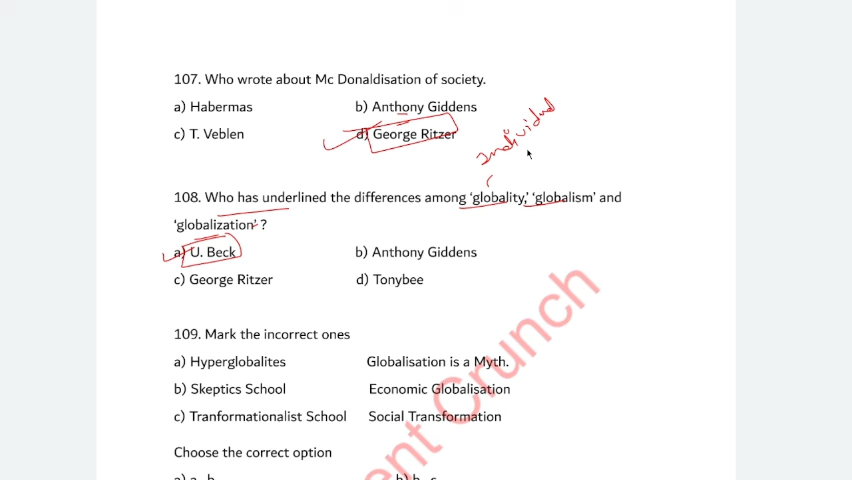 107. Who wrote about Mc Donaldisation of society.
a) Habermas b) Anthony Giddens
c) T. Veblen d) George Ritzer
Individual
108. Who has underlined the differences among ‘globality,’ ‘globalism’ and
‘globalization’ ?
a) U. Beck b) Anthony Giddens
c) George Ritzer d) Tonybee
109. Mark the incorrect ones
a) Hyperglobalites Globalisation is a Myth.
b) Skeptics School Economic Globalisation
c) Tranformationalist School Social Transformation
Choose the correct option
ent Crunch